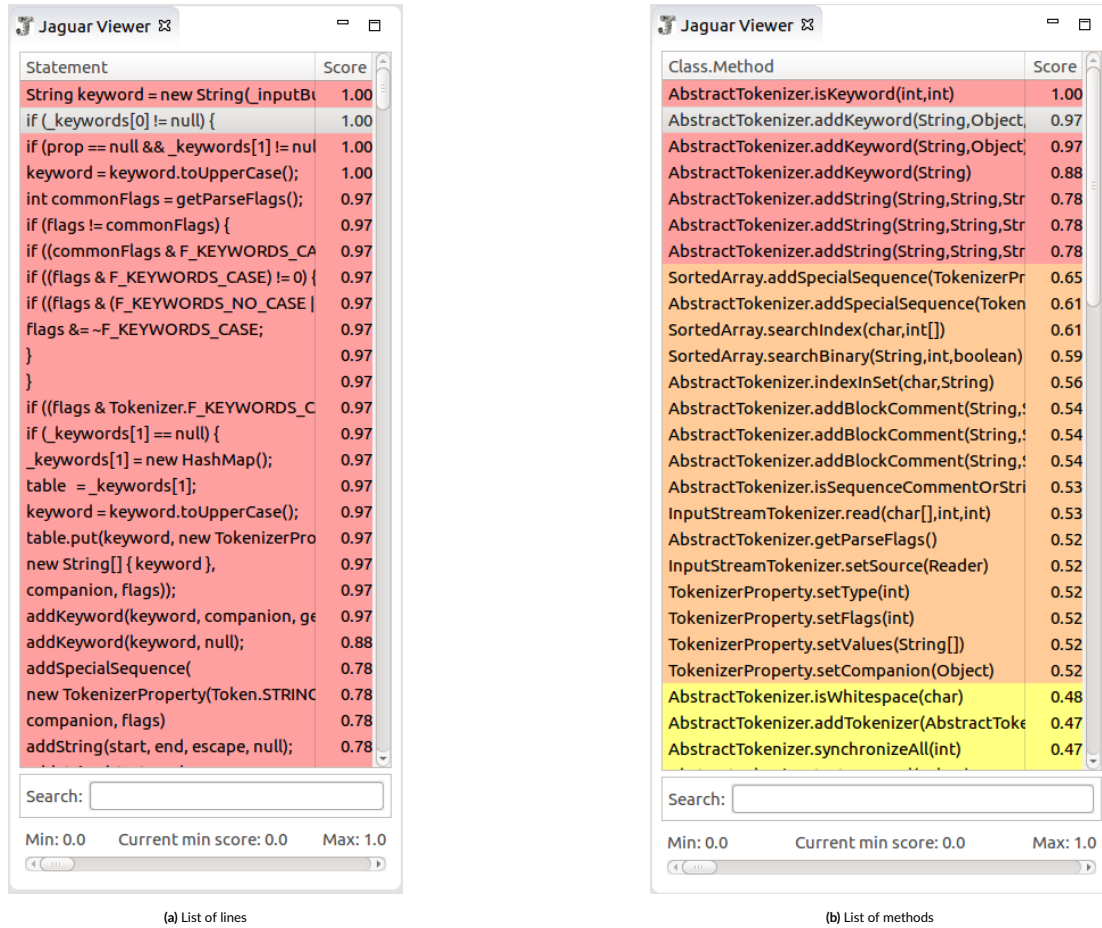 Jaguar Viewer
Statement Score
String keyword = new String(_inputBu 1.00
if (_keywords[0] != null) { 1.00
if (prop == null && _keywords[1] != nul 1.00
keyword = keyword.toUpperCase(); 1.00
int commonFlags = getParseFlags(); 0.97
if (flags != commonFlags) { 0.97
if ((commonFlags & F_KEYWORDS_CA 0.97
if ((flags & F_KEYWORDS_CASE) != 0) { 0.97
if ((flags & (F_KEYWORDS_NO_CASE | 0.97
flags &= ~F_KEYWORDS_CASE; 0.97
} 0.97
} 0.97
if ((flags & Tokenizer.F_KEYWORDS_C 0.97
if (_keywords[1] == null) { 0.97
_keywords[1] = new HashMap(); 0.97
table = _keywords[1]; 0.97
keyword = keyword.toUpperCase(); 0.97
table.put(keyword, new TokenizerPro 0.97
new String[] { keyword }, 0.97
companion, flags)); 0.97
addKeyword(keyword, companion, ge 0.97
addKeyword(keyword, null); 0.88
addSpecialSequence( 0.78
new TokenizerProperty(Token.STRING 0.78
companion, flags) 0.78
addString(start, end, escape, null); 0.78
Search:
Min: 0.0 Current min score: 0.0 Max: 1.0
(a) List of lines
Jaguar Viewer
Class.Method Score
AbstractTokenizer.isKeyword(int,int) 1.00
AbstractTokenizer.addKeyword(String,Object, 0.97
AbstractTokenizer.addKeyword(String,Object) 0.97
AbstractTokenizer.addKeyword(String) 0.88
AbstractTokenizer.addString(String,String,Str 0.78
AbstractTokenizer.addString(String,String,Str 0.78
AbstractTokenizer.addString(String,String,Str 0.78
SortedArray.addSpecialSequence(TokenizerPr 0.65
AbstractTokenizer.addSpecialSequence(Token 0.61
SortedArray.searchIndex(char,int[]) 0.61
SortedArray.searchBinary(String,int,boolean) 0.59
AbstractTokenizer.indexInSet(char,String) 0.56
AbstractTokenizer.addBlockComment(String,S 0.54
AbstractTokenizer.addBlockComment(String,S 0.54
AbstractTokenizer.addBlockComment(String,S 0.54
AbstractTokenizer.isSequenceCommentOrStri 0.53
InputStreamTokenizer.read(char[],int,int) 0.53
AbstractTokenizer.getParseFlags() 0.52
InputStreamTokenizer.setSource(Reader) 0.52
TokenizerProperty.setType(int) 0.52
TokenizerProperty.setFlags(int) 0.52
TokenizerProperty.setValues(String[]) 0.52
TokenizerProperty.setCompanion(Object) 0.52
AbstractTokenizer.isWhitespace(char) 0.48
AbstractTokenizer.addTokenizer(AbstractToke 0.47
AbstractTokenizer.synchronizeAll(int) 0.47
Search:
Min: 0.0 Current min score: 0.0 Max: 1.0
(b) List of methods